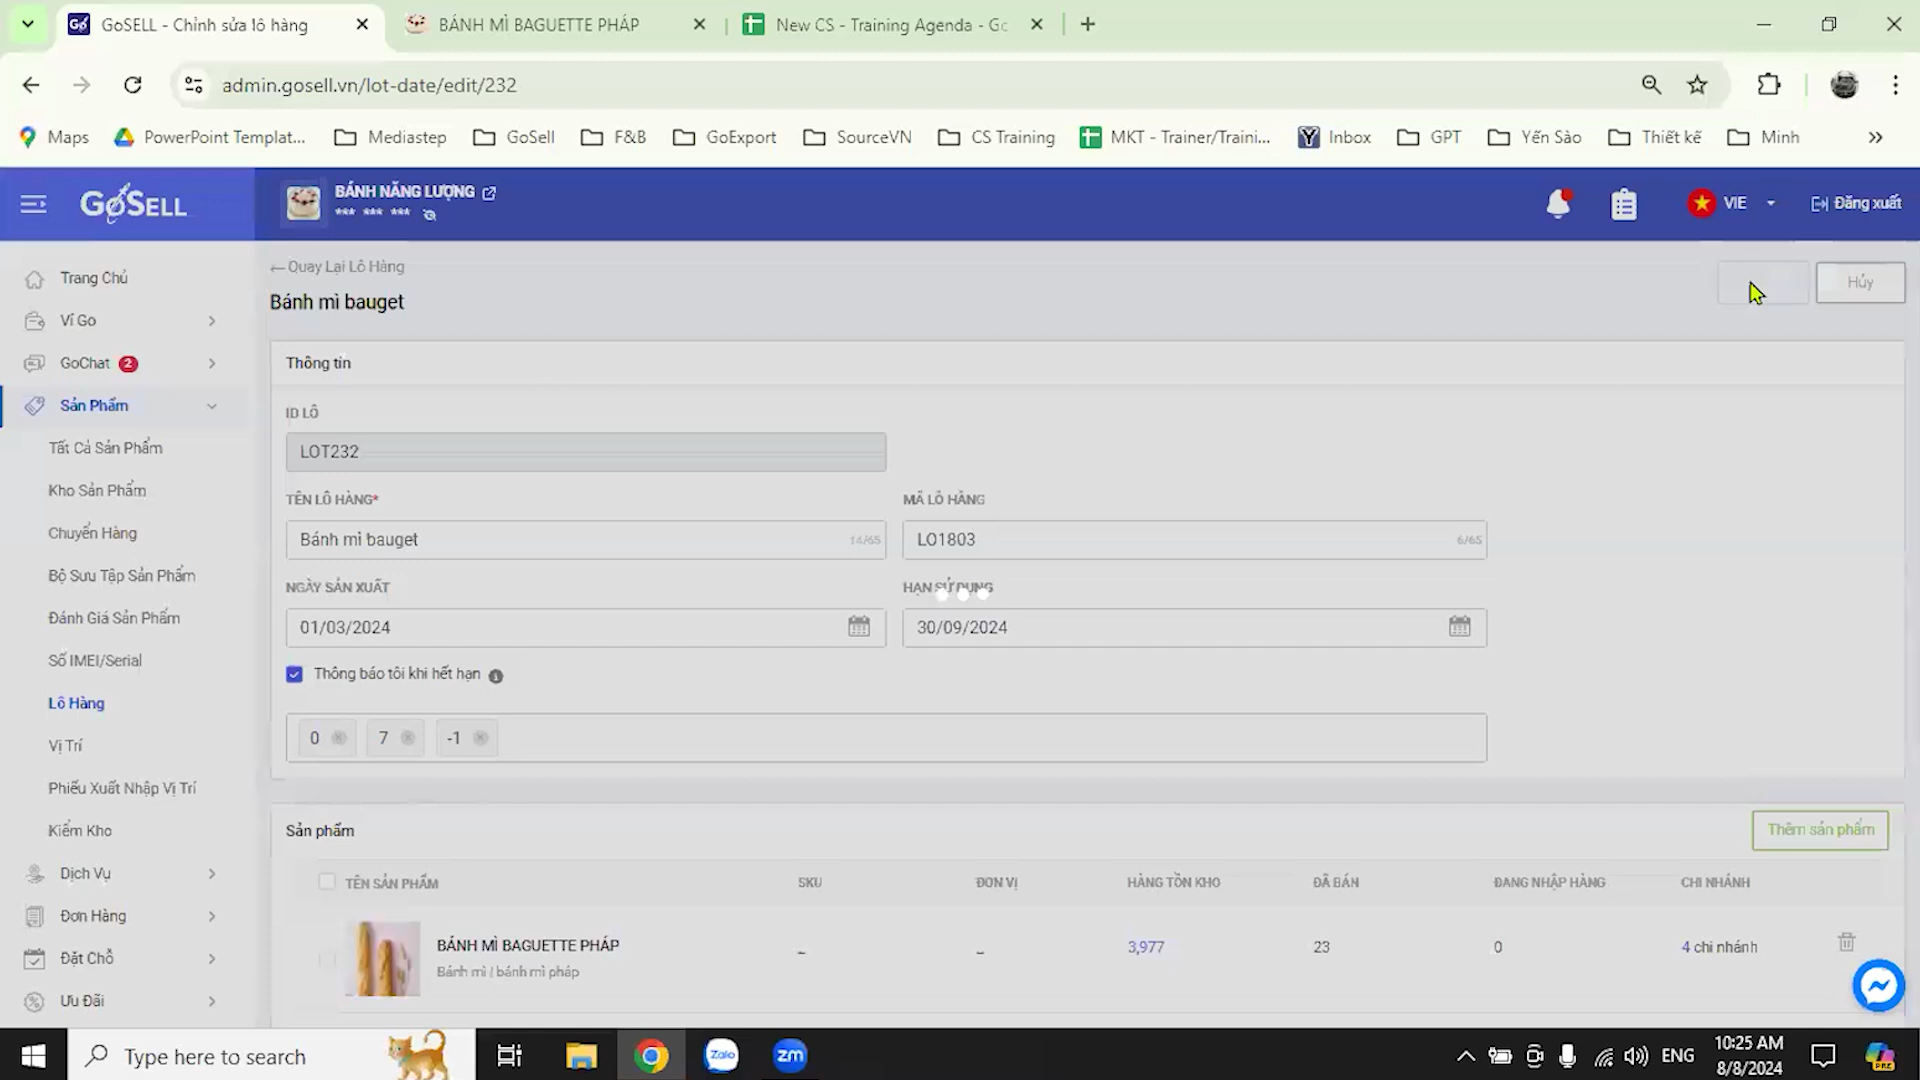 GoSELL - Chỉnh sửa lô hàng
BÁNH MÌ BAGUETTE PHÁP
New CS - Training Agenda - Go
admin.gosell.vn/lot-date/edit/232
Maps
PowerPoint Templat...
Mediastep
GoSell
F&B
GoExport
SourceVN
CS Training
MKT - Trainer/Traini...
Inbox
GPT
Yến Sào
Thiết kế
Minh
»
GOSELL
BÁNH NĂNG LƯỢNG
*** *** ***
VIE
Đăng xuất
Trang Chủ
Ví Go
GoChat 2
Sản Phẩm
Tất Cả Sản Phẩm
Kho Sản Phẩm
Chuyển Hàng
Bộ Sưu Tập Sản Phẩm
Đánh Giá Sản Phẩm
Số IMEI/Serial
Lô Hàng
Vị Trí
Phiếu Xuất Nhập Vị Trí
Kiểm Kho
Dịch Vụ
Đơn Hàng
Đặt Chỗ
Ưu Đãi
← Quay Lại Lô Hàng
Bánh mì bauget
Hủy
Thông tin
ID LÔ
LOT232
TÊN LÔ HÀNG*
MÃ LÔ HÀNG
Bánh mì bauget
14/65
LO1803
6/65
NGÀY SẢN XUẤT
HẠN SỬ DỤNG
01/03/2024
30/09/2024
Thông báo tôi khi hết hạn
0
7
-1
Sản phẩm
Thêm sản phẩm
TÊN SẢN PHẨM
SKU
ĐƠN VỊ
HÀNG TỒN KHO
ĐÃ BÁN
ĐANG NHẬP HÀNG
CHI NHÁNH
BÁNH MÌ BAGUETTE PHÁP
Bánh mì / bánh mì pháp
_
_
3,977
23
0
4 chi nhánh
Type here to search
Zalo
zm
ENG
10:25 AM
8/8/2024
PRE